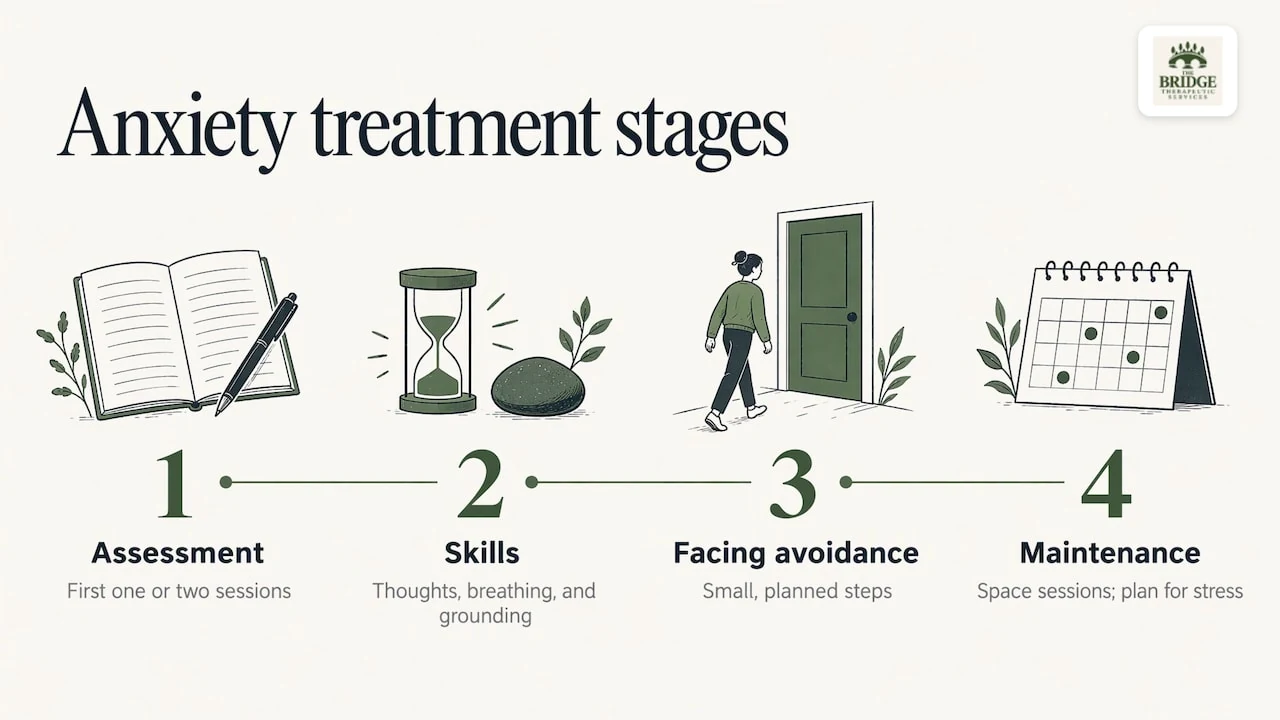 THE
BRIDGE
THERAPEUTIC
SERVICES
Anxiety treatment stages
1
2
3
4
Assessment
Skills
Facing avoidance
Maintenance
First one or two sessions
Thoughts, breathing, and
grounding
Small, planned steps
Space sessions; plan for stress